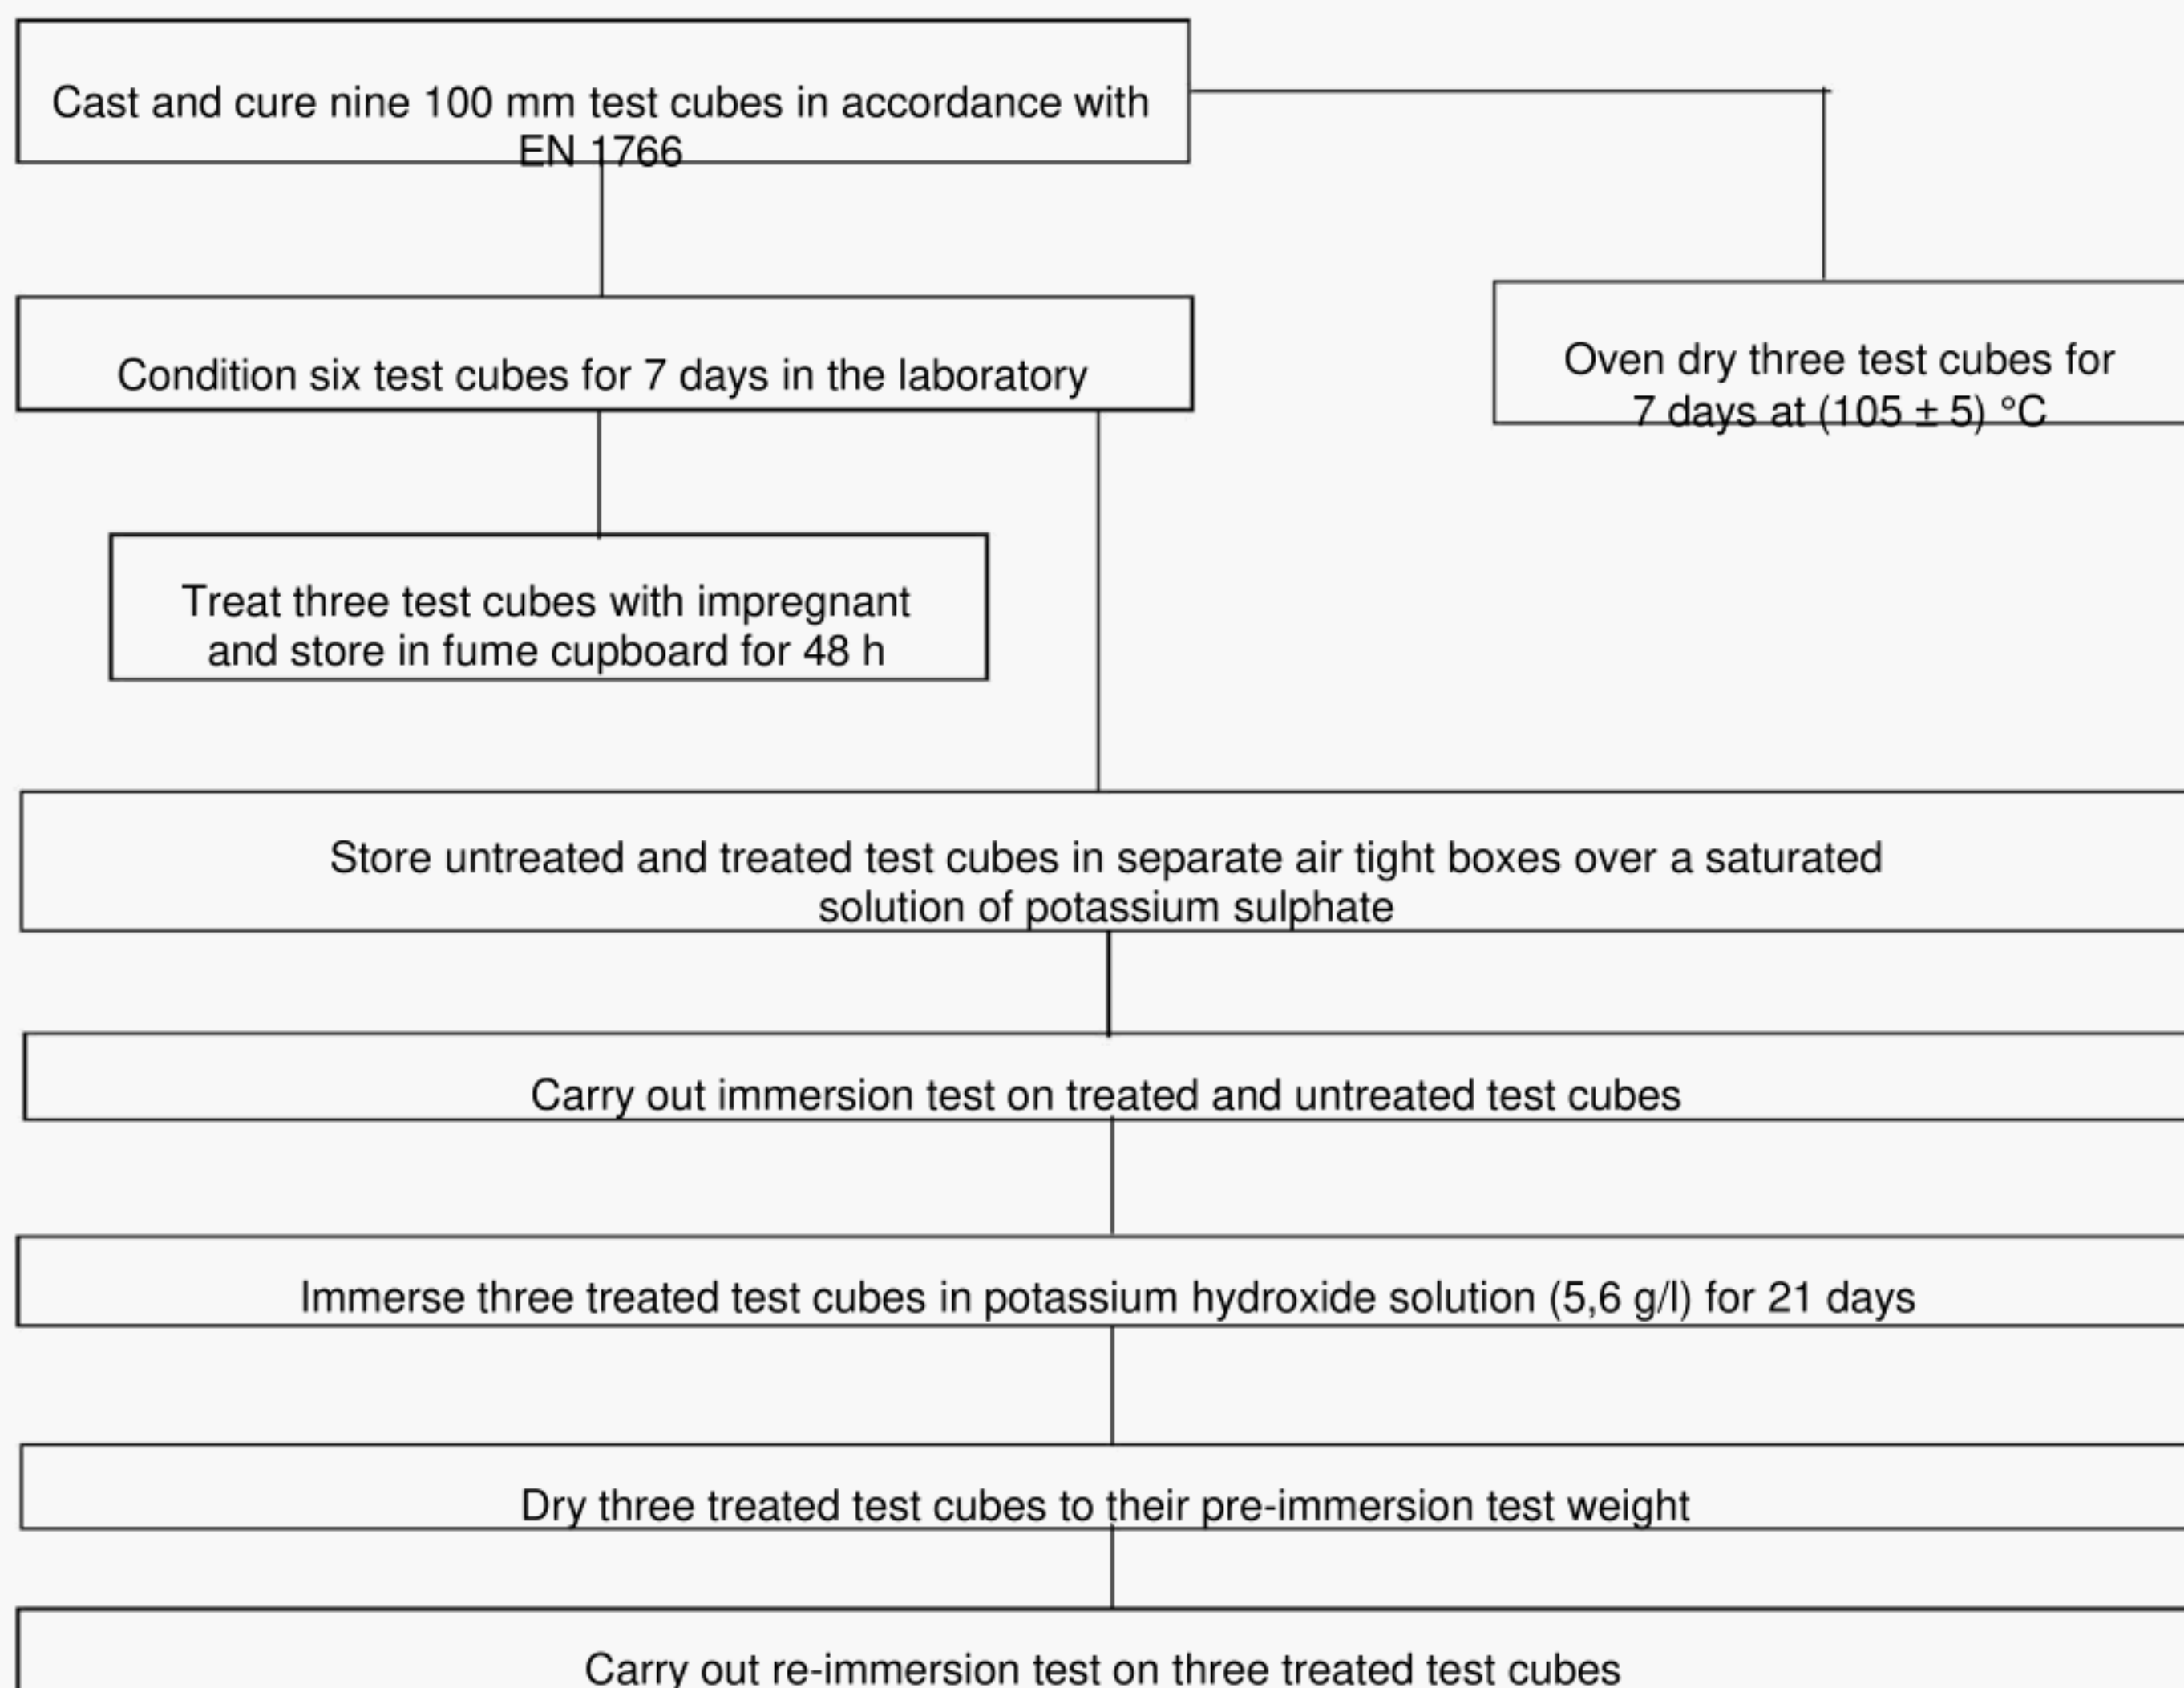 Cast and cure nine 100 mm test cubes in accordance with
EN 1766
Condition six test cubes for 7 days in the laboratory
Oven dry three test cubes for
7 days at (105 ± 5) °C
Treat three test cubes with impregnant
and store in fume cupboard for 48 h
Store untreated and treated test cubes in separate air tight boxes over a saturated
solution of potassium sulphate
Carry out immersion test on treated and untreated test cubes
Immerse three treated test cubes in potassium hydroxide solution (5,6 g/l) for 21 days
Dry three treated test cubes to their pre-immersion test weight
Carry out re-immersion test on three treated test cubes